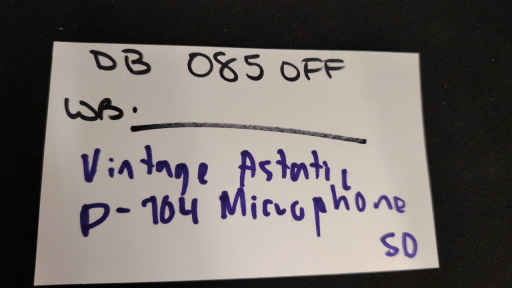 DB 085 OFF
WB.
Vintage Astatic
D-104 Microphone
SD